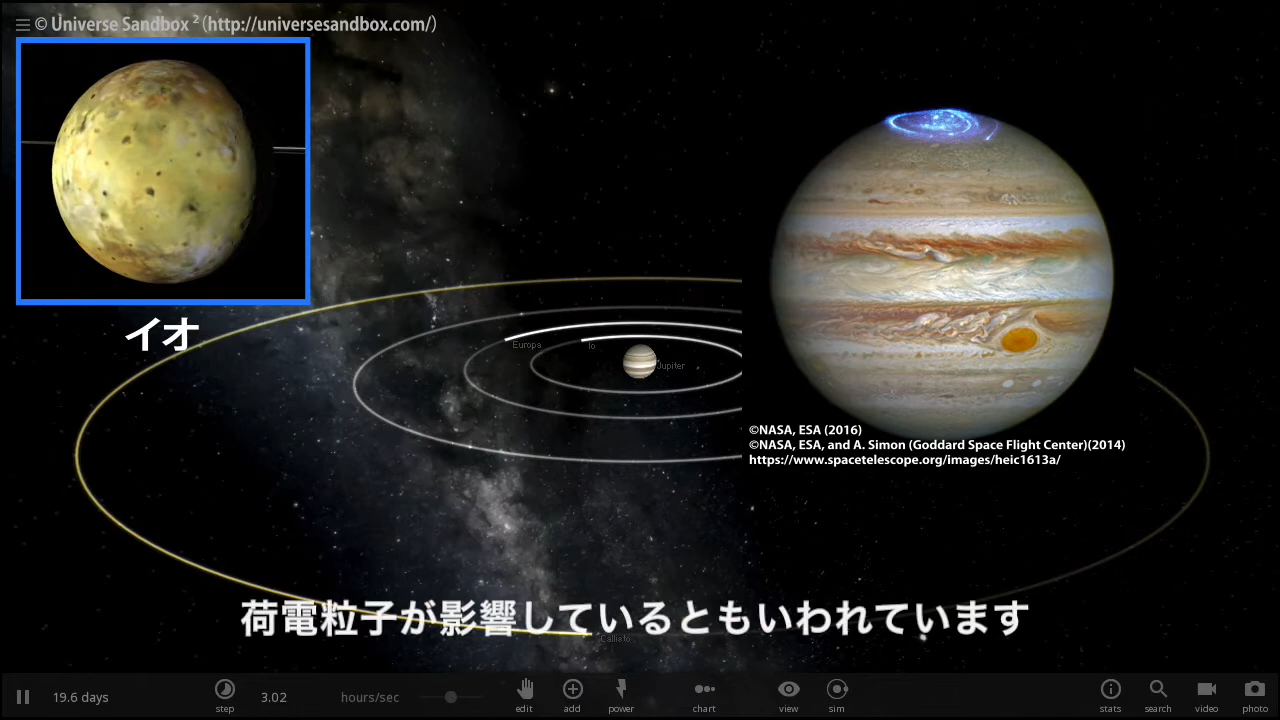 © Universe Sandbox ² (http://universesandbox.com/)
イオ
Europa
Io
Jupiter
©NASA, ESA (2016)
©NASA, ESA, and A. Simon (Goddard Space Flight Center)(2014)
https://www.spacetelescope.org/images/heic1613a/
荷電粒子が影響しているともいわれています
Callisto
19.6 days
step
3.02
hours/sec
edit
add
power
chart
view
sim
stats
search
video
photo